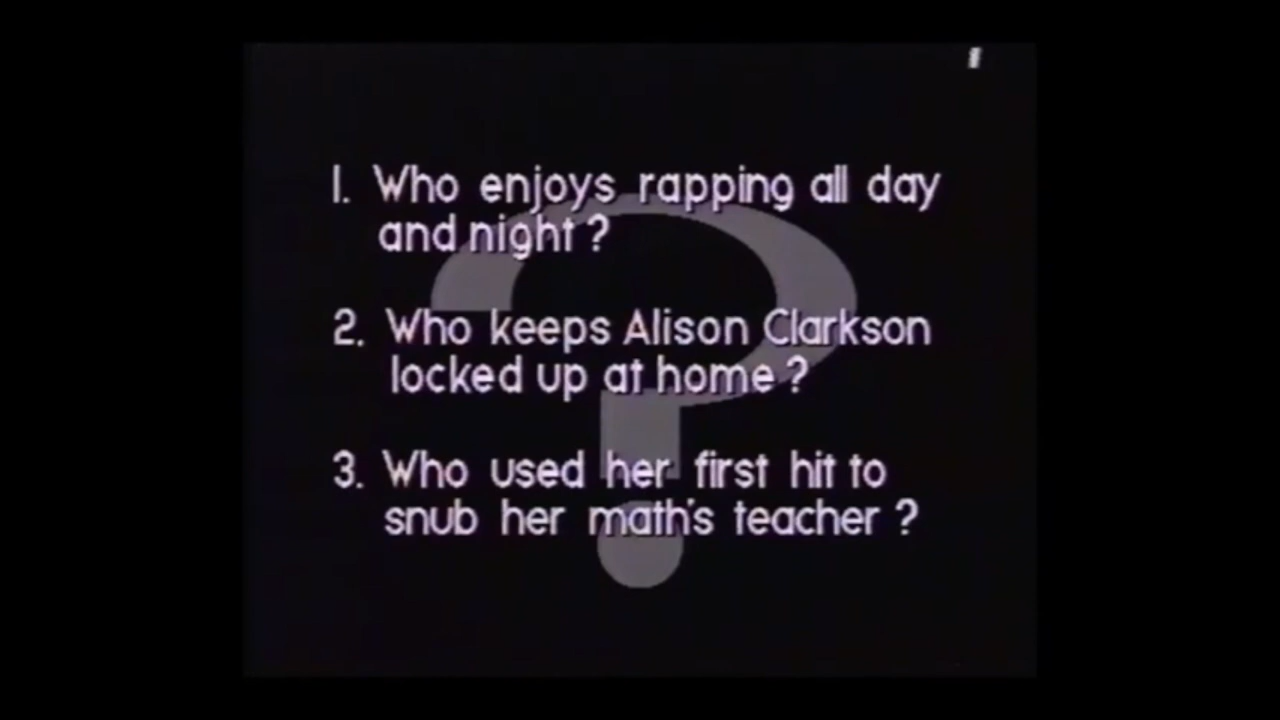 1. Who enjoys rapping all day
and night?
2. Who keeps Alison Clarkson
locked up at home?
3. Who used her first hit to
snub her math's teacher?